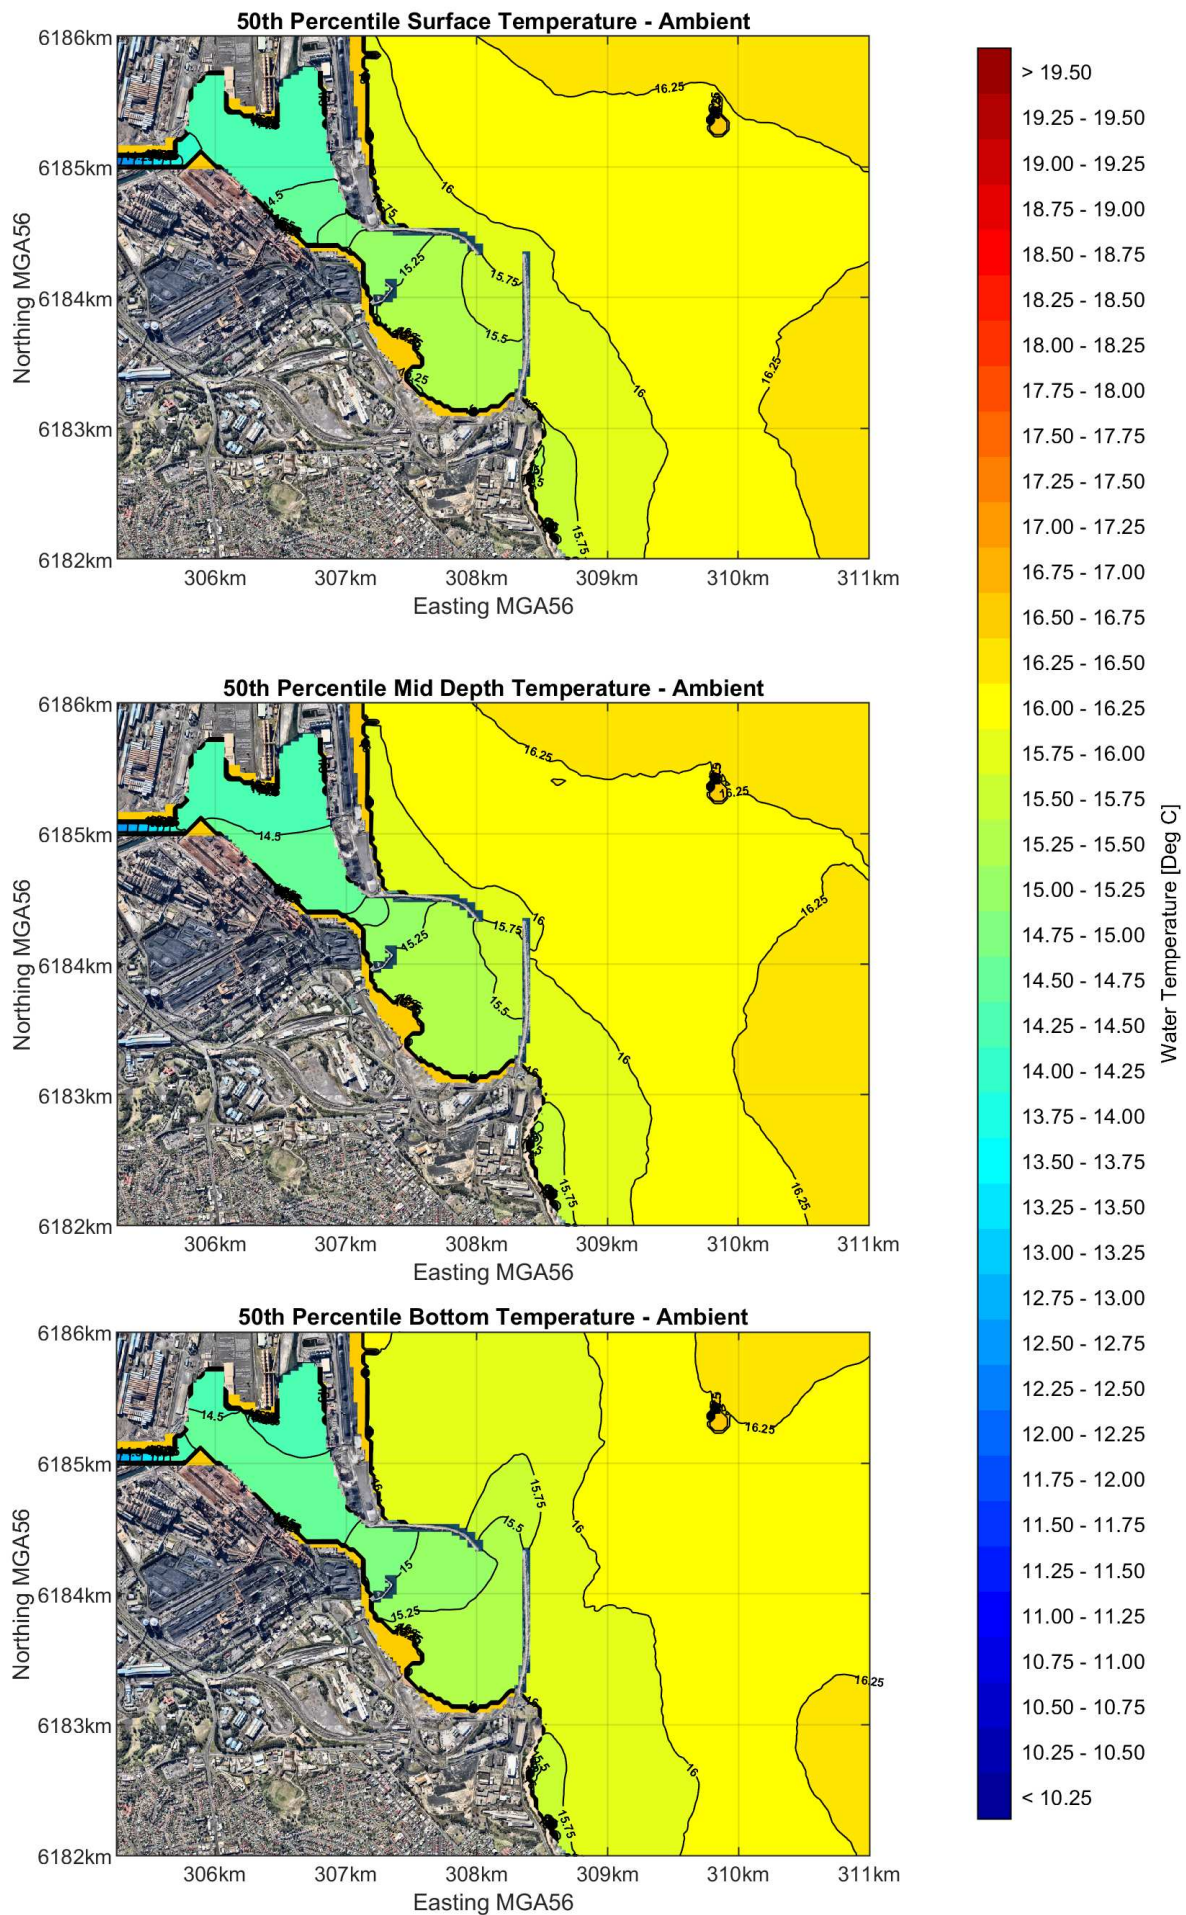 50th Percentile Surface Temperature - Ambient
6186km
6185km
6184km
6183km
6182km
Northing MGA56
16.25
16
15.75
15.5
15.25
14.5
16.25
16
15.75
306km 307km 308km 309km 310km 311km
Easting MGA56
50th Percentile Mid Depth Temperature - Ambient
6186km
6185km
6184km
6183km
6182km
Northing MGA56
16.25
16.25
14.5
16.25
16
15.75
15.25
15.5
16
15.75
16.25
306km 307km 308km 309km 310km 311km
Easting MGA56
50th Percentile Bottom Temperature - Ambient
6186km
6185km
6184km
6183km
6182km
Northing MGA56
14.5
16.25
16
15.75
15.5
16
15
15.25
16.25
16
15.5
15.75
306km 307km 308km 309km 310km 311km
Easting MGA56
> 19.50
19.25 - 19.50
19.00 - 19.25
18.75 - 19.00
18.50 - 18.75
18.25 - 18.50
18.00 - 18.25
17.75 - 18.00
17.50 - 17.75
17.25 - 17.50
17.00 - 17.25
16.75 - 17.00
16.50 - 16.75
16.25 - 16.50
16.00 - 16.25
15.75 - 16.00
15.50 - 15.75
15.25 - 15.50
15.00 - 15.25
14.75 - 15.00
14.50 - 14.75
14.25 - 14.50
14.00 - 14.25
13.75 - 14.00
13.50 - 13.75
13.25 - 13.50
13.00 - 13.25
12.75 - 13.00
12.50 - 12.75
12.25 - 12.50
12.00 - 12.25
11.75 - 12.00
11.50 - 11.75
11.25 - 11.50
11.00 - 11.25
10.75 - 11.00
10.50 - 10.75
10.25 - 10.50
< 10.25
Water Temperature [Deg C]